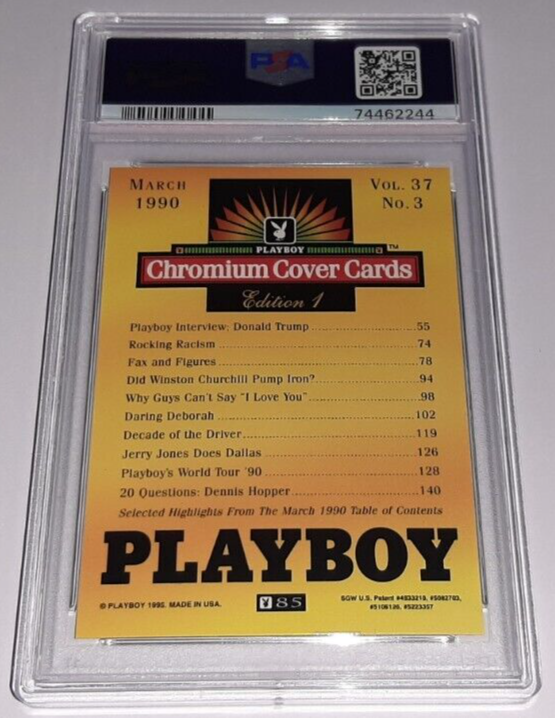 PSA
74462244
MARCH 1990
VOL. 37 No. 3
PLAYBOY ™
Chromium Cover Cards
Edition 1
Playboy Interview: Donald Trump 55
Rocking Racism 74
Fax and Figures 78
Did Winston Churchill Pump Iron? 94
Why Guys Can't Say "I Love You" 98
Daring Deborah 102
Decade of the Driver 119
Jerry Jones Does Dallas 126
Playboy's World Tour '90 128
20 Questions: Dennis Hopper 140
Selected Highlights From The March 1990 Table of Contents
PLAYBOY
© PLAYBOY 1995. MADE IN USA.
85
SGW U.S. Patent #4933218, #5082703,
#5106126, #5223357